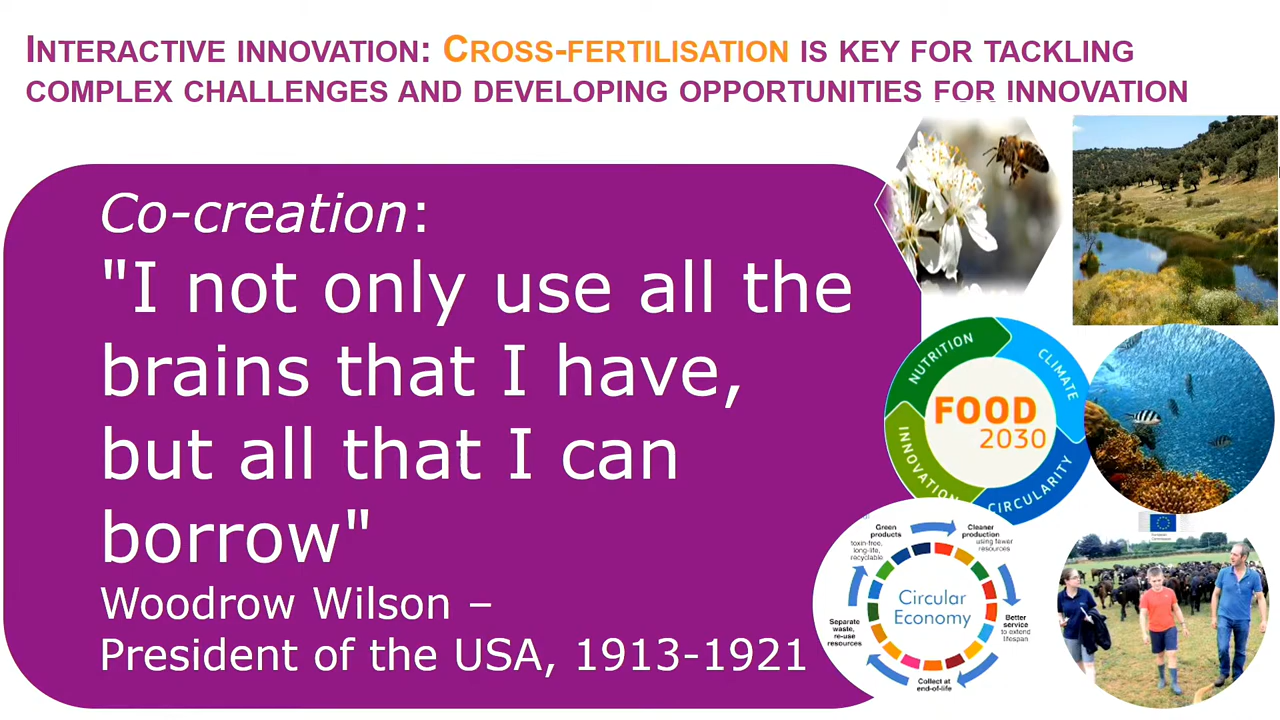 INTERACTIVE INNOVATION: CROSS-FERTILISATION IS KEY FOR TACKLING
COMPLEX CHALLENGES AND DEVELOPING OPPORTUNITIES FOR INNOVATION
Co-creation:
"I not only use all the
brains that I have,
but all that I can
borrow"
Woodrow Wilson –
President of the USA, 1913-1921
NUTRITION
CLIMATE
FOOD
2030
INNOVATION
CIRCULARITY
Green
products
toxin-free,
long-life,
recyclable
Cleaner
production
using fewer
resources
Circular
Economy
Better
service
to extend
lifespan
Separate
waste,
re-use
resources
Collect at
end-of-life
European
Commission